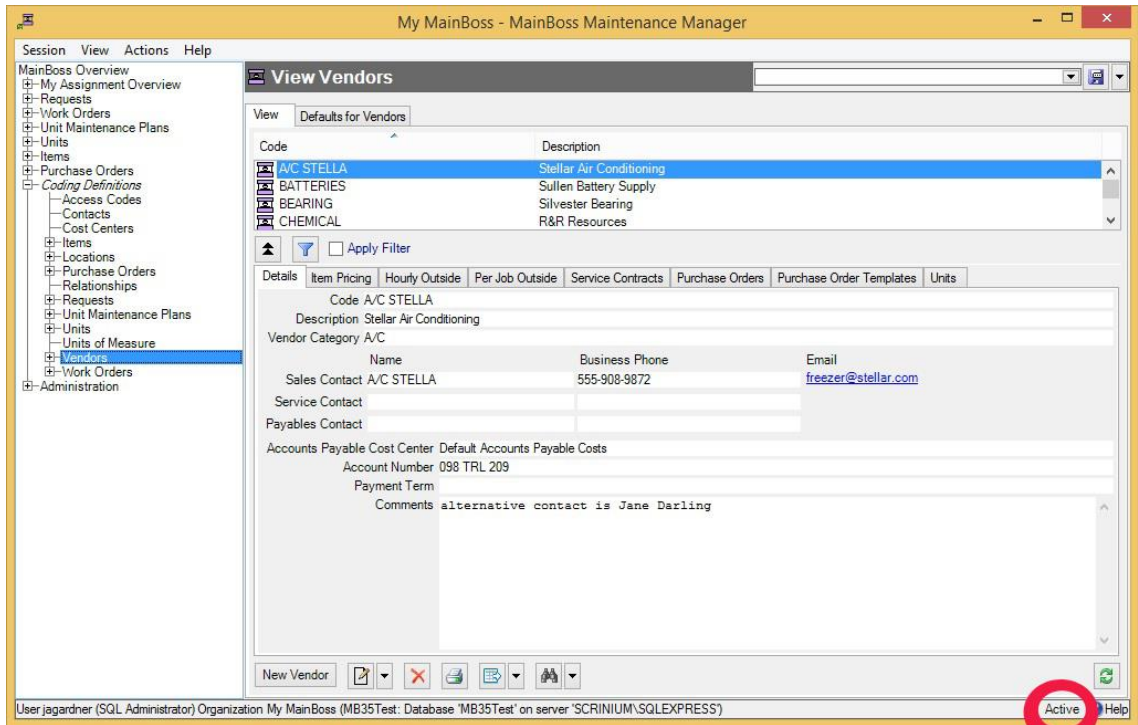 My MainBoss - MainBoss Maintenance Manager
Session View Actions Help
MainBoss Overview
My Assignment Overview
Requests
Work Orders
Unit Maintenance Plans
Units
Items
Purchase Orders
Coding Definitions
Access Codes
Contacts
Cost Centers
Items
Locations
Purchase Orders
Relationships
Requests
Unit Maintenance Plans
Units
Units of Measure
Vendors
Work Orders
Administration
View Vendors
View Defaults for Vendors
Code Description
A/C STELLA Stellar Air Conditioning
BATTERIES Sullen Battery Supply
BEARING Silvester Bearing
CHEMICAL R&R Resources
Apply Filter
Details Item Pricing Hourly Outside Per Job Outside Service Contracts Purchase Orders Purchase Order Templates Units
Code A/C STELLA
Description Stellar Air Conditioning
Vendor Category A/C
Name Business Phone Email
Sales Contact A/C STELLA 555-908-9872 freezer@stellar.com
Service Contact
Payables Contact
Accounts Payable Cost Center Default Accounts Payable Costs
Account Number 098 TRL 209
Payment Term
Comments alternative contact is Jane Darling
New Vendor
User jagardner (SQL Administrator) Organization My MainBoss (MB35Test: Database 'MB35Test' on server 'SCRINIUM\SQLEXPRESS') Active Help